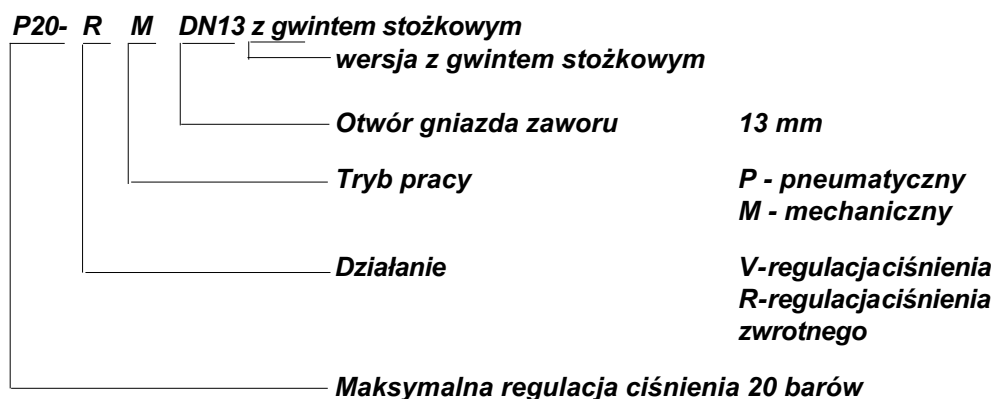 P20- R M DN13 z gwintem stożkowym
wersja z gwintem stożkowym
Otwór gniazda zaworu 13 mm
Tryb pracy P - pneumatyczny
M - mechaniczny
Działanie V-regulacjaciśnienia
R-regulacjaciśnienia
zwrotnego
Maksymalna regulacja ciśnienia 20 barów